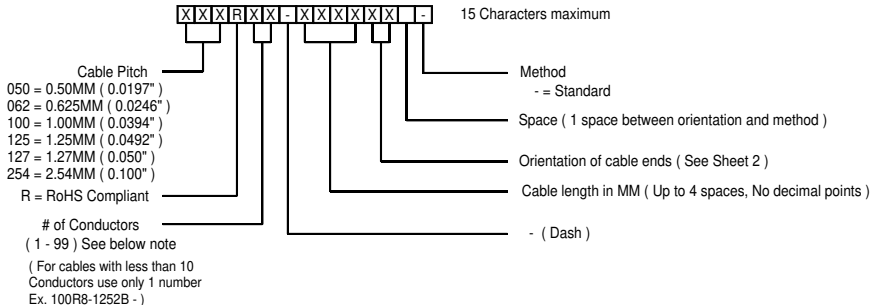 XXXRXX-XXXXXX - 15 Characters maximum
Cable Pitch
050 = 0.50MM ( 0.0197" )
062 = 0.625MM ( 0.0246" )
100 = 1.00MM ( 0.0394" )
125 = 1.25MM ( 0.0492" )
127 = 1.27MM ( 0.050" )
254 = 2.54MM ( 0.100" )
R = RoHS Compliant
# of Conductors
( 1 - 99 ) See below note
( For cables with less than 10
Conductors use only 1 number
Ex. 100R8-1252B - )
Method
- = Standard
Space ( 1 space between orientation and method )
Orientation of cable ends ( See Sheet 2 )
Cable length in MM ( Up to 4 spaces, No decimal points )
- ( Dash )